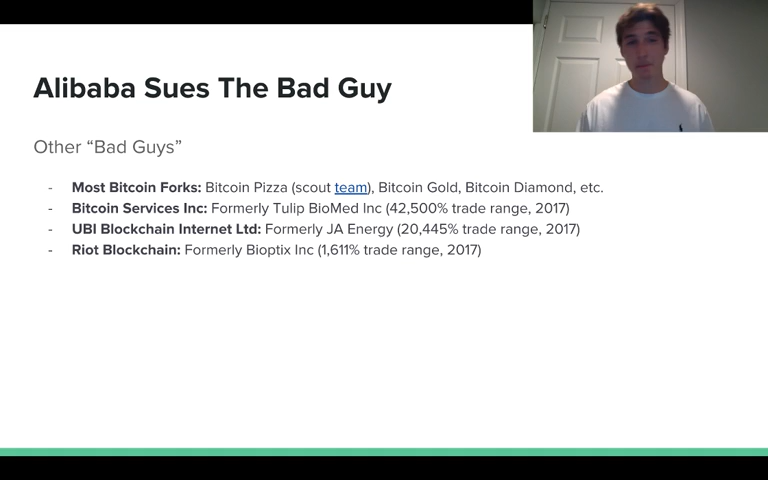 Alibaba Sues The Bad Guy
Other “Bad Guys”
- Most Bitcoin Forks: Bitcoin Pizza (scout team), Bitcoin Gold, Bitcoin Diamond, etc.
- Bitcoin Services Inc: Formerly Tulip BioMed Inc (42,500% trade range, 2017)
- UBI Blockchain Internet Ltd: Formerly JA Energy (20,445% trade range, 2017)
- Riot Blockchain: Formerly Bioptix Inc (1,611% trade range, 2017)